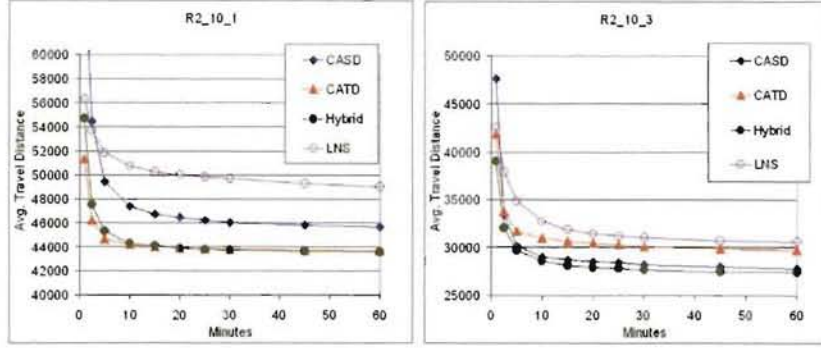 R2_10_1
60000
58000
56000
54000
52000
50000
48000
46000
44000
42000
40000
Avg. Travel Distance
0 10 20 30 40 50 60
Minutes
CASD
CATD
Hybrid
LNS
R2_10_3
50000
45000
40000
35000
30000
25000
Avg. Travel Distance
0 10 20 30 40 50 60
Minutes
CASD
CATD
Hybrid
LNS